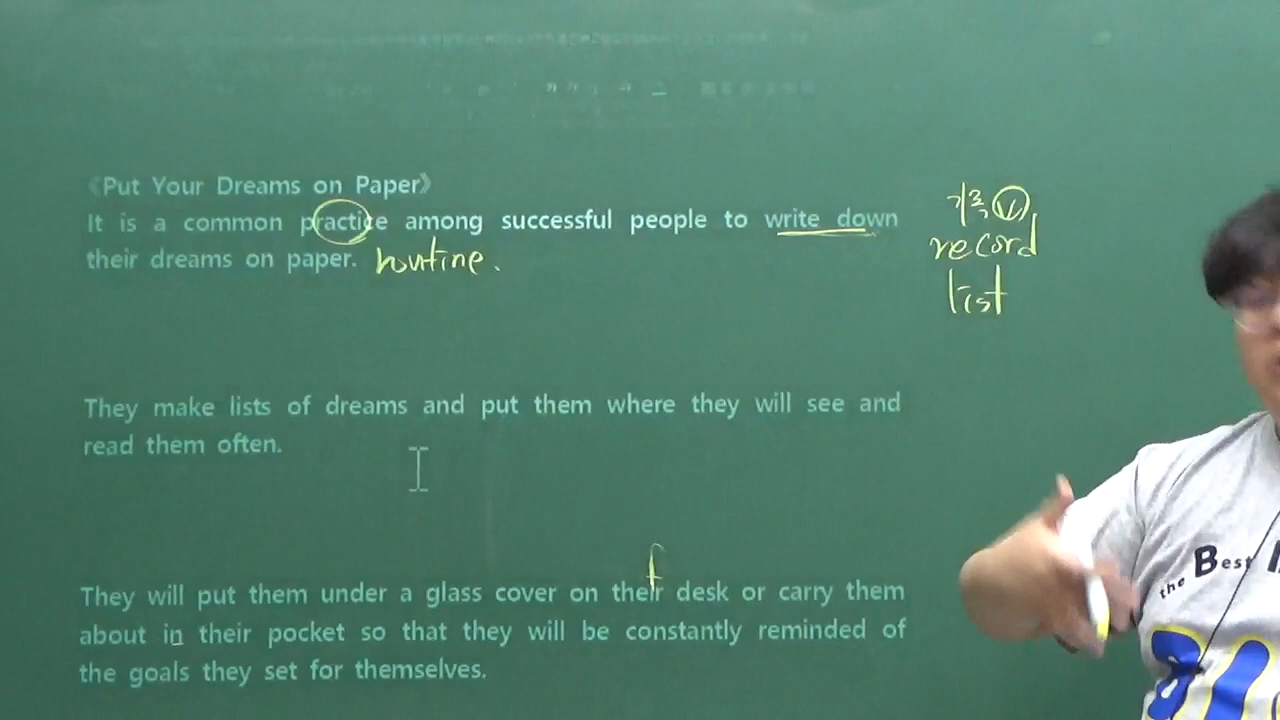 《Put Your Dreams on Paper》
It is a common practice among successful people to write down
their dreams on paper. routine.
기록,
record
list
They make lists of dreams and put them where they will see and
read them often.
They will put them under a glass cover on their desk or carry them
about in their pocket so that they will be constantly reminded of
the goals they set for themselves.
the Best